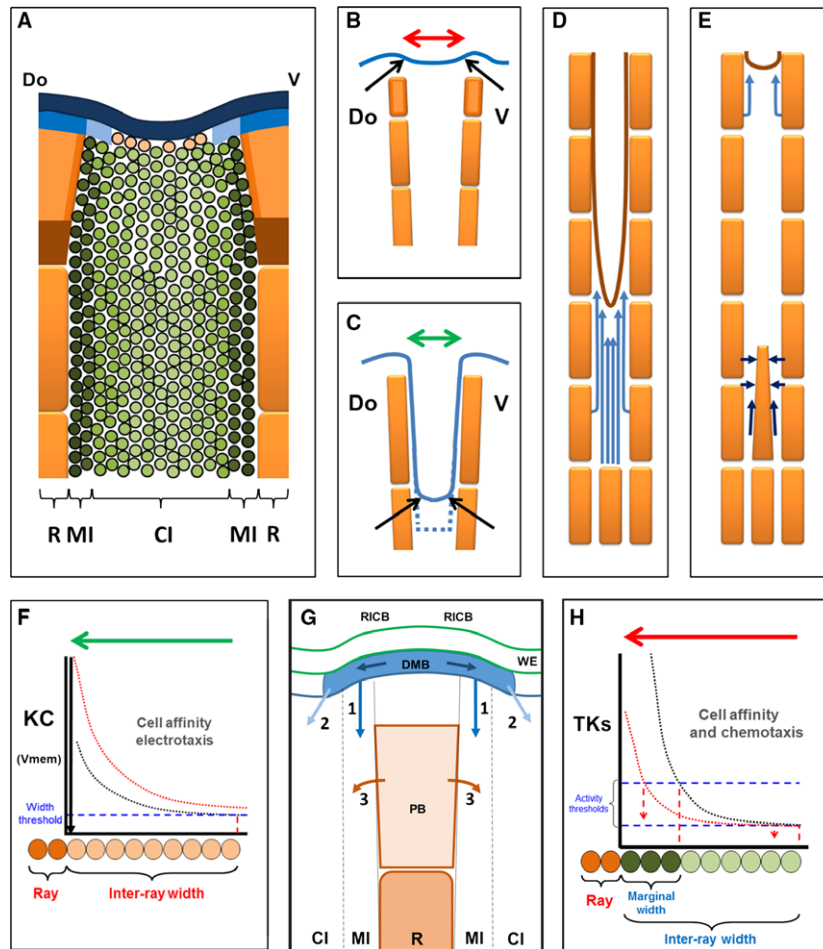 A
Do
V
R MI CI MI R
B
Do
V
C
Do
V
D
E
F
KC
(Vmem)
Cell affinity
electrotaxis
Width
threshold
Ray
Inter-ray width
G
RICB RICB
DMB
WE
1 1
2 2
3 3
PB
CI MI R MI CI
H
TKs
Cell affinity
and chemotaxis
Activity
thresholds
Ray
Marginal
width
Inter-ray width